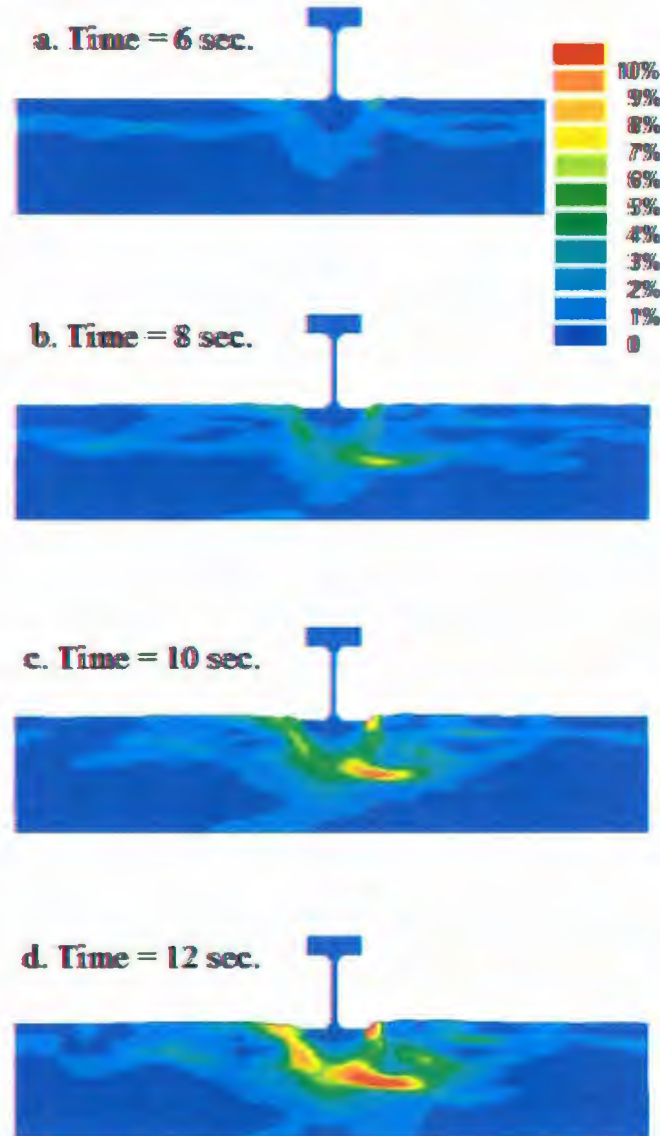 a. Time = 6 sec.
10%
9%
8%
7%
6%
5%
4%
3%
2%
1%
0
b. Time = 8 sec.
c. Time = 10 sec.
d. Time = 12 sec.